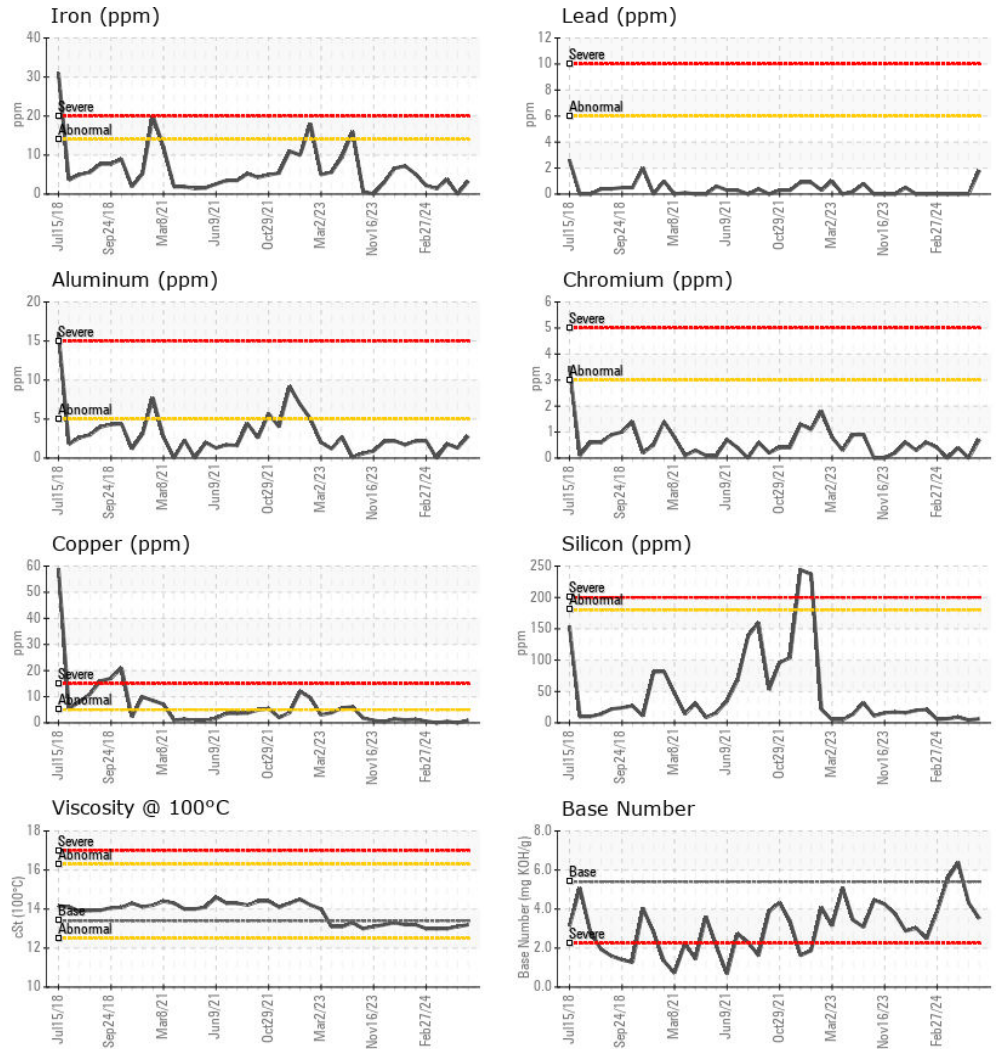 Iron (ppm)
40
30
20
10
0
ppm
Severe
Abnormal
Jul15/18
Sep24/18
Mar8/21
Jun9/21
Oct29/21
Mar2/23
Nov16/23
Feb27/24
Lead (ppm)
12
10
8
6
4
2
0
ppm
Severe
Abnormal
Jul15/18
Sep24/18
Mar8/21
Jun9/21
Oct29/21
Mar2/23
Nov16/23
Feb27/24
Aluminum (ppm)
20
15
10
5
0
ppm
Severe
Abnormal
Jul15/18
Sep24/18
Mar8/21
Jun9/21
Oct29/21
Mar2/23
Nov16/23
Feb27/24
Chromium (ppm)
6
5
4
3
2
1
0
ppm
Severe
Abnormal
Jul15/18
Sep24/18
Mar8/21
Jun9/21
Oct29/21
Mar2/23
Nov16/23
Feb27/24
Copper (ppm)
60
50
40
30
20
10
0
ppm
Severe
Abnormal
Jul15/18
Sep24/18
Mar8/21
Jun9/21
Oct29/21
Mar2/23
Nov16/23
Feb27/24
Silicon (ppm)
250
200
150
100
50
0
ppm
Severe
Abnormal
Jul15/18
Sep24/18
Mar8/21
Jun9/21
Oct29/21
Mar2/23
Nov16/23
Feb27/24
Viscosity @ 100°C
18
16
14
12
10
cSt (100°C)
Severe
Abnormal
Base
Abnormal
Jul15/18
Sep24/18
Mar8/21
Jun9/21
Oct29/21
Mar2/23
Nov16/23
Feb27/24
Base Number
8.0
6.0
4.0
2.0
0.0
Base Number (mg KOH/g)
Base
Severe
Jul15/18
Sep24/18
Mar8/21
Jun9/21
Oct29/21
Mar2/23
Nov16/23
Feb27/24